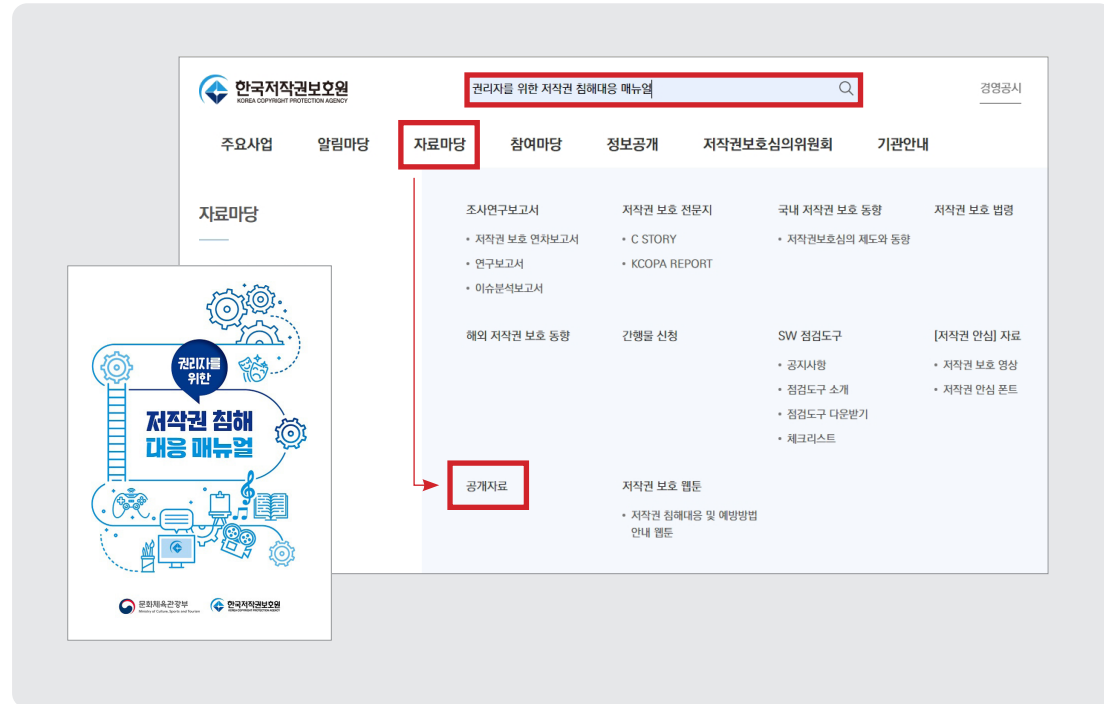 한국저작권보호원
KOREA COPYRIGHT PROTECTION AGENCY
권리자를 위한 저작권 침해대응 매뉴얼
경영공시
주요사업 알림마당 자료마당 참여마당 정보공개 저작권보호심의위원회 기관안내
자료마당
조사연구보고서
• 저작권 보호 연차보고서
• 연구보고서
• 이슈분석보고서
저작권 보호 전문지
• C STORY
• KCOPA REPORT
국내 저작권 보호 동향
• 저작권보호심의 제도와 동향
저작권 보호 법령
해외 저작권 보호 동향
간행물 신청
SW 점검도구
• 공지사항
• 점검도구 소개
• 점검도구 다운받기
• 체크리스트
[저작권 안심] 자료
• 저작권 보호 영상
• 저작권 안심 폰트
공개자료
저작권 보호 웹툰
• 저작권 침해대응 및 예방방법
안내 웹툰
권리자를
위한
저작권 침해
대응 매뉴얼
문화체육관광부
Ministry of Culture, Sports and Tourism
한국저작권보호원
KOREA COPYRIGHT PROTECTION AGENCY